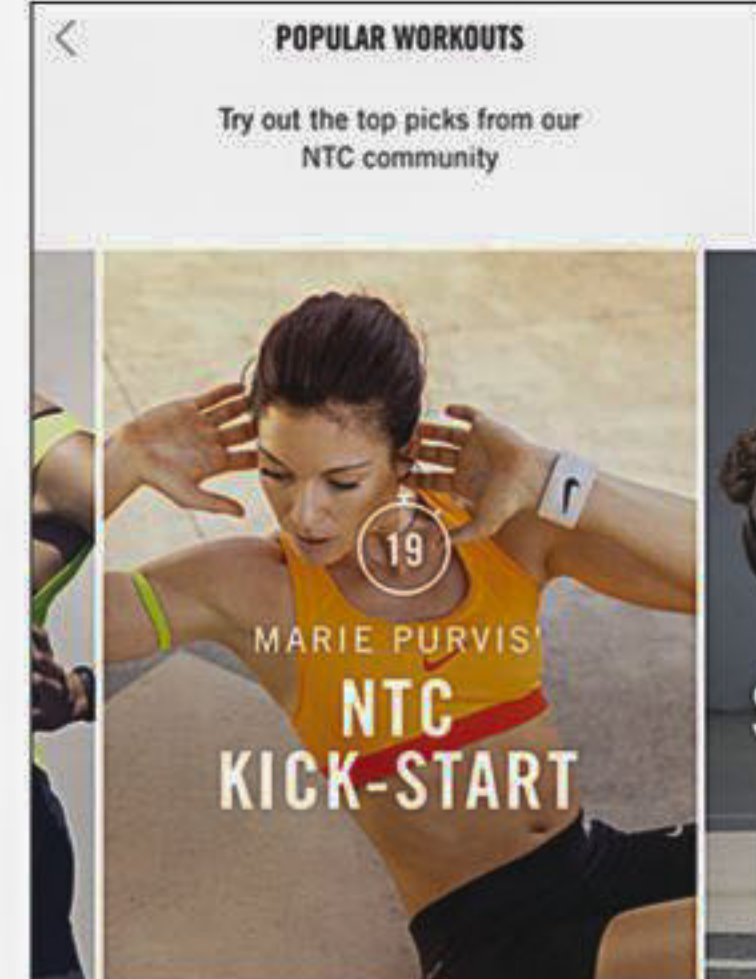 POPULAR WORKOUTS
Try out the top picks from our
NTC community
19
MARIE PURVIS'
NTC
KICK-START